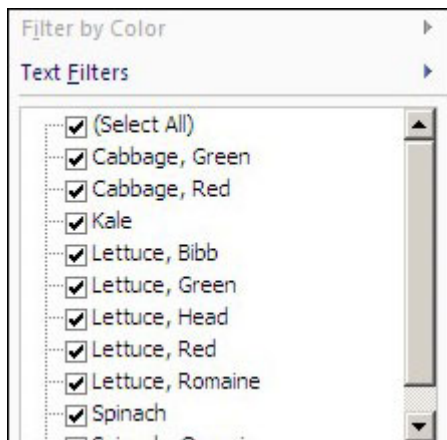 Filter by Color
Text Filters
(Select All)
Cabbage, Green
Cabbage, Red
Kale
Lettuce, Bibb
Lettuce, Green
Lettuce, Head
Lettuce, Red
Lettuce, Romaine
Spinach